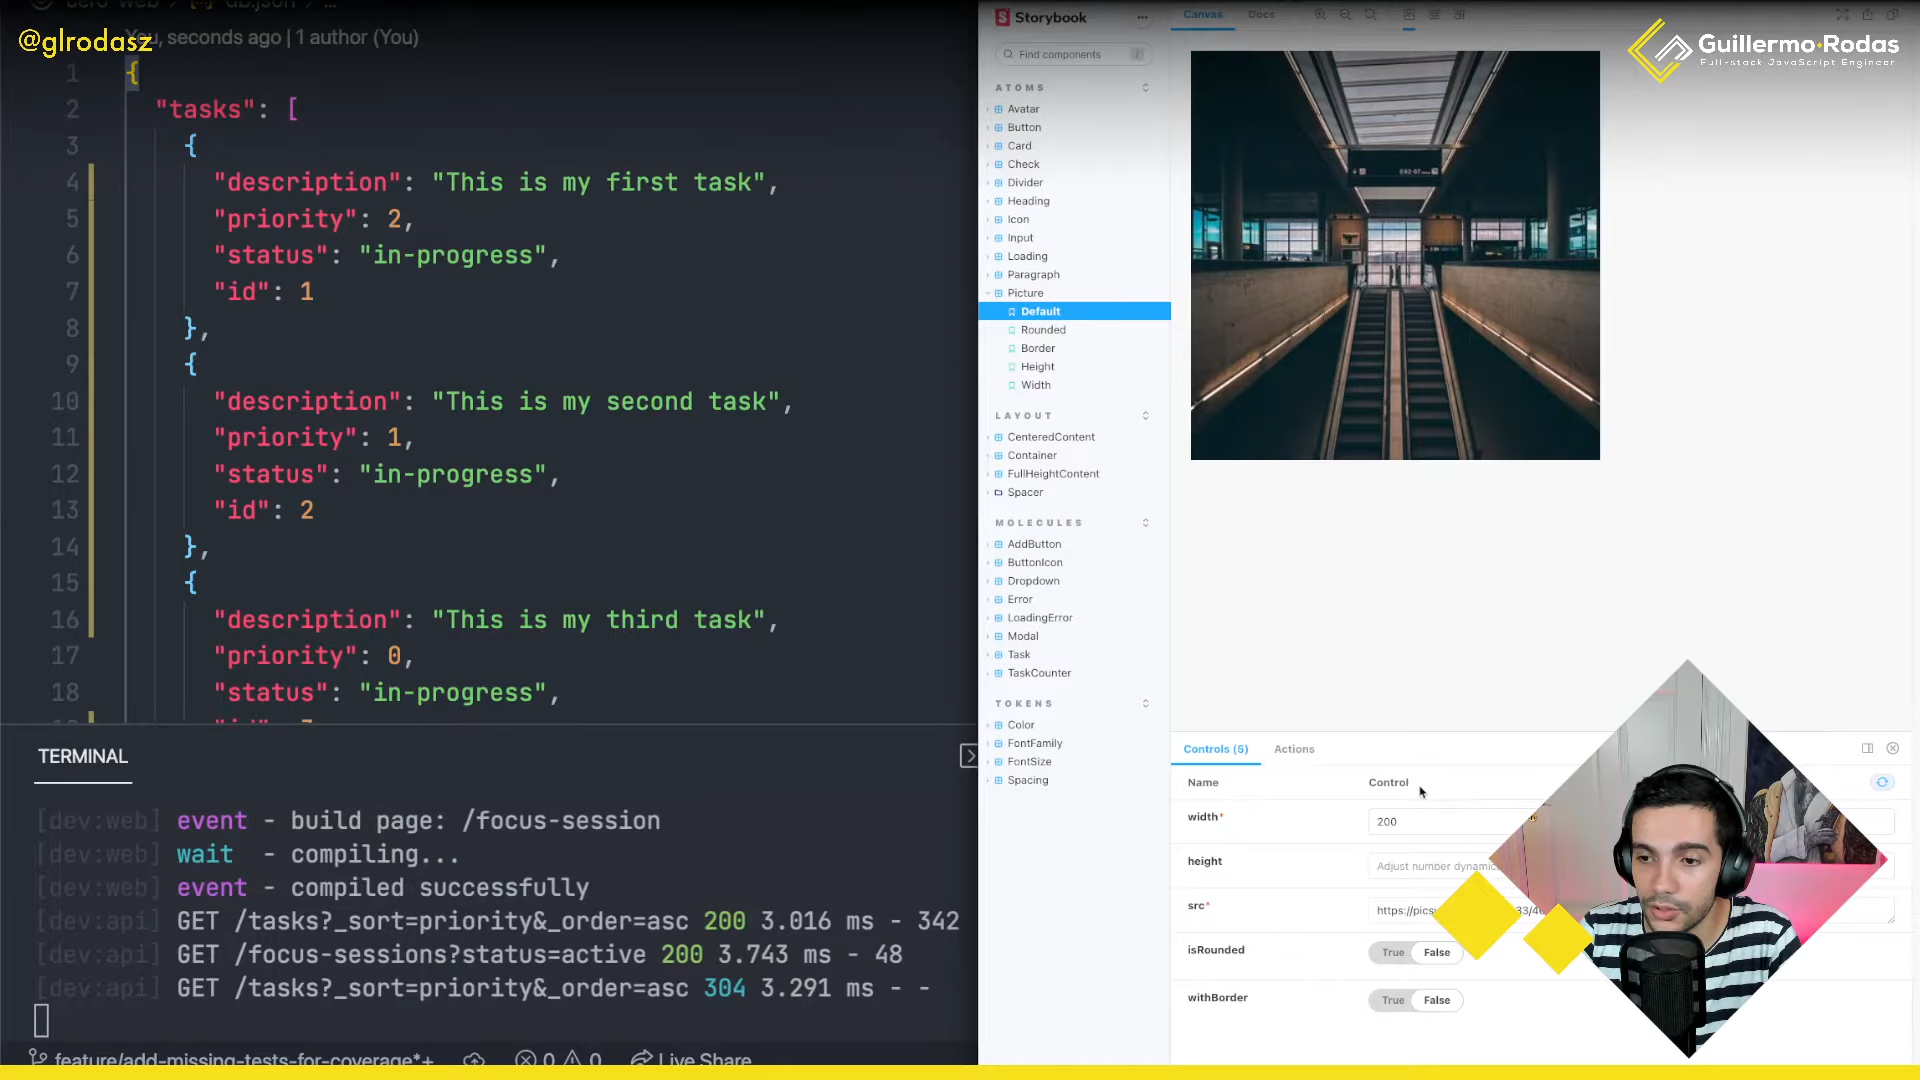 cero-web > db.json > ...
@glrodasz
You, seconds ago | 1 author (You)
1 {
2 "tasks": [
3 {
4 "description": "This is my first task",
5 "priority": 2,
6 "status": "in-progress",
7 "id": 1
8 },
9 {
10 "description": "This is my second task",
11 "priority": 1,
12 "status": "in-progress",
13 "id": 2
14 },
15 {
16 "description": "This is my third task",
17 "priority": 0,
18 "status": "in-progress",
TERMINAL
[dev:web] event - build page: /focus-session
[dev:web] wait - compiling...
[dev:web] event - compiled successfully
[dev:api] GET /tasks?_sort=priority&_order=asc 200 3.016 ms - 342
[dev:api] GET /focus-sessions?status=active 200 3.743 ms - 48
[dev:api] GET /tasks?_sort=priority&_order=asc 304 3.291 ms - -
feature/add-missing-tests-for-coverage*+ 0 0 Live Share
Storybook
Find components /
ATOMS
Avatar
Button
Card
Check
Divider
Heading
Icon
Input
Loading
Paragraph
Picture
Default
Rounded
Border
Height
Width
LAYOUT
CenteredContent
Container
FullHeightContent
Spacer
MOLECULES
AddButton
ButtonIcon
Dropdown
Error
LoadingError
Modal
Task
TaskCounter
TOKENS
Color
FontFamily
FontSize
Spacing
Canvas Docs
Guillermo·Rodas
Full-stack JavaScript Engineer
Controls (5) Actions
Name Control
width* 200
height Adjust number dynamic
src* https://pics
isRounded True False
withBorder True False